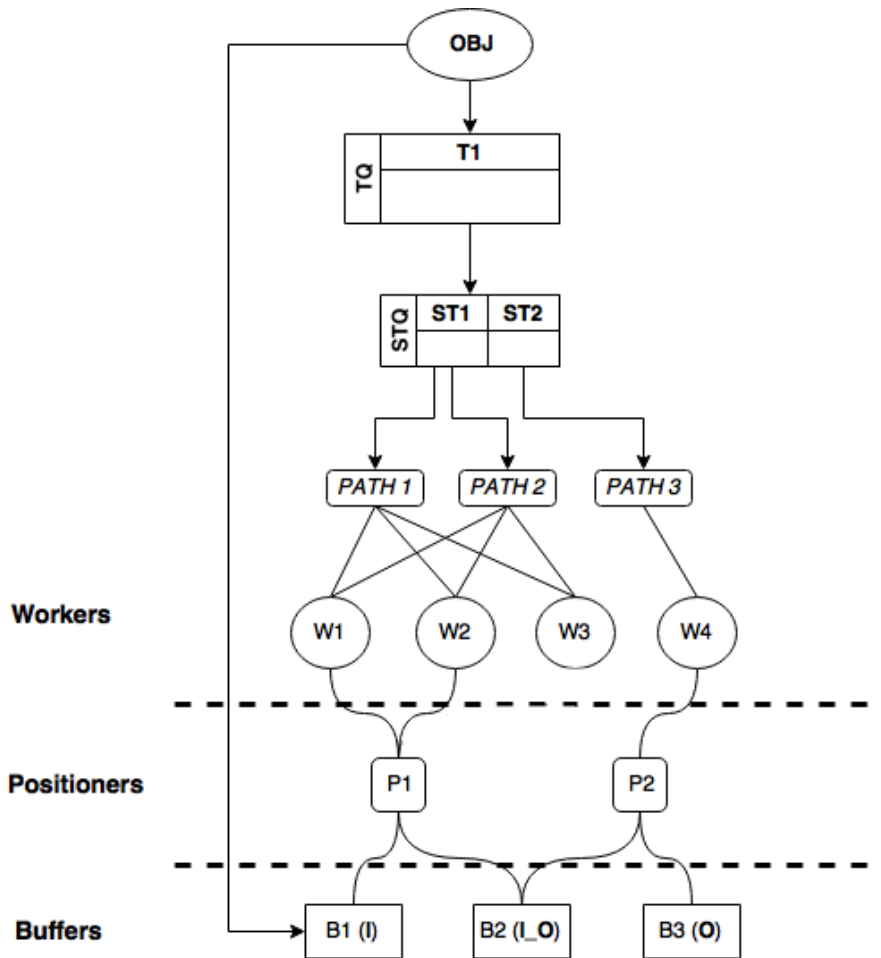 OBJ
T1
TQ
ST1 ST2
STQ
PATH 1 PATH 2 PATH 3
Workers W1 W2 W3 W4
Positioners P1 P2
Buffers B1 (I) B2 (I_O) B3 (O)